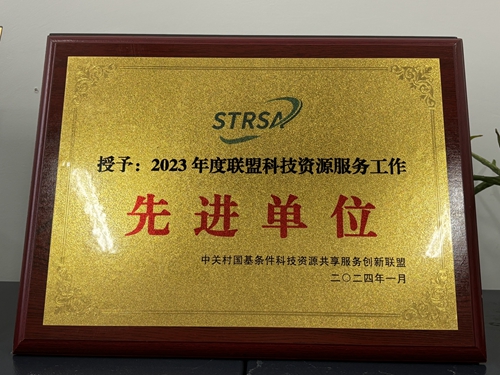 STRSA
授予：2023 年度联盟科技资源服务工作
先进单位
中关村国基条件科技资源共享服务创新联盟
二〇二四年一月